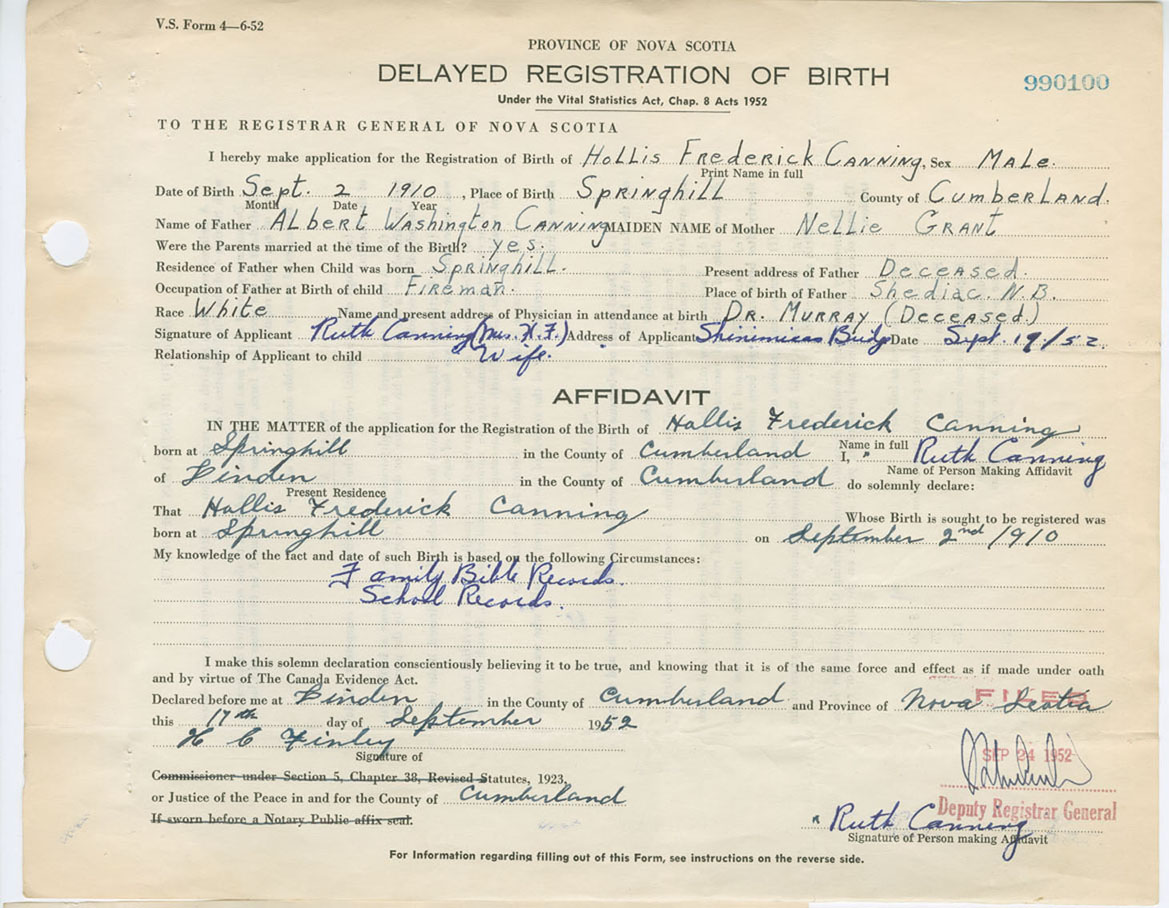 V.S. Form 4—6-52
PROVINCE OF NOVA SCOTIA
DELAYED REGISTRATION OF BIRTH
990100
Under the Vital Statistics Act, Chap. 8 Acts 1952
TO THE REGISTRAR GENERAL OF NOVA SCOTIA
I hereby make application for the Registration of Birth of Hollis Frederick Canning, Sex Male.
Print Name in full
Date of Birth Sept. 2 1910, Place of Birth Springhill County of Cumberland.
Month Date Year
Name of Father Albert Washington Canning MAIDEN NAME of Mother Nellie Grant
Were the Parents married at the time of the Birth? yes.
Residence of Father when Child was born Springhill. Present address of Father Deceased.
Occupation of Father at Birth of child Fireman. Place of birth of Father Shediac. N.B.
Race White Name and present address of Physician in attendance at birth Dr. Murray (Deceased.)
Signature of Applicant Ruth Canning (Mrs. H. F.) Address of Applicant Shinimicas Bridge Date Sept. 19/52
Relationship of Applicant to child Wife.
AFFIDAVIT
IN THE MATTER of the application for the Registration of the Birth of Hollis Frederick Canning
Name in full
born at Springhill in the County of Cumberland I, Ruth Canning
Name of Person Making Affidavit
of Linden in the County of Cumberland do solemnly declare:
Present Residence
That Hollis Frederick Canning Whose Birth is sought to be registered was
born at Springhill on September 2nd 1910
My knowledge of the fact and date of such Birth is based on the following Circumstances:
Family Bible Records.
School Records.
I make this solemn declaration conscientiously believing it to be true, and knowing that it is of the same force and effect as if made under oath
and by virtue of The Canada Evidence Act.
Declared before me at Linden in the County of Cumberland and Province of Nova Scotia
FILED
this 17th day of September 1952
H C Finley
Signature of
SEP 24 1952
Commissioner under Section 5, Chapter 38, Revised Statutes, 1923,
or Justice of the Peace in and for the County of Cumberland
Deputy Registrar General
If sworn before a Notary Public affix seal.
Ruth Canning
Signature of Person making Affidavit
For Information regarding filling out of this Form, see instructions on the reverse side.